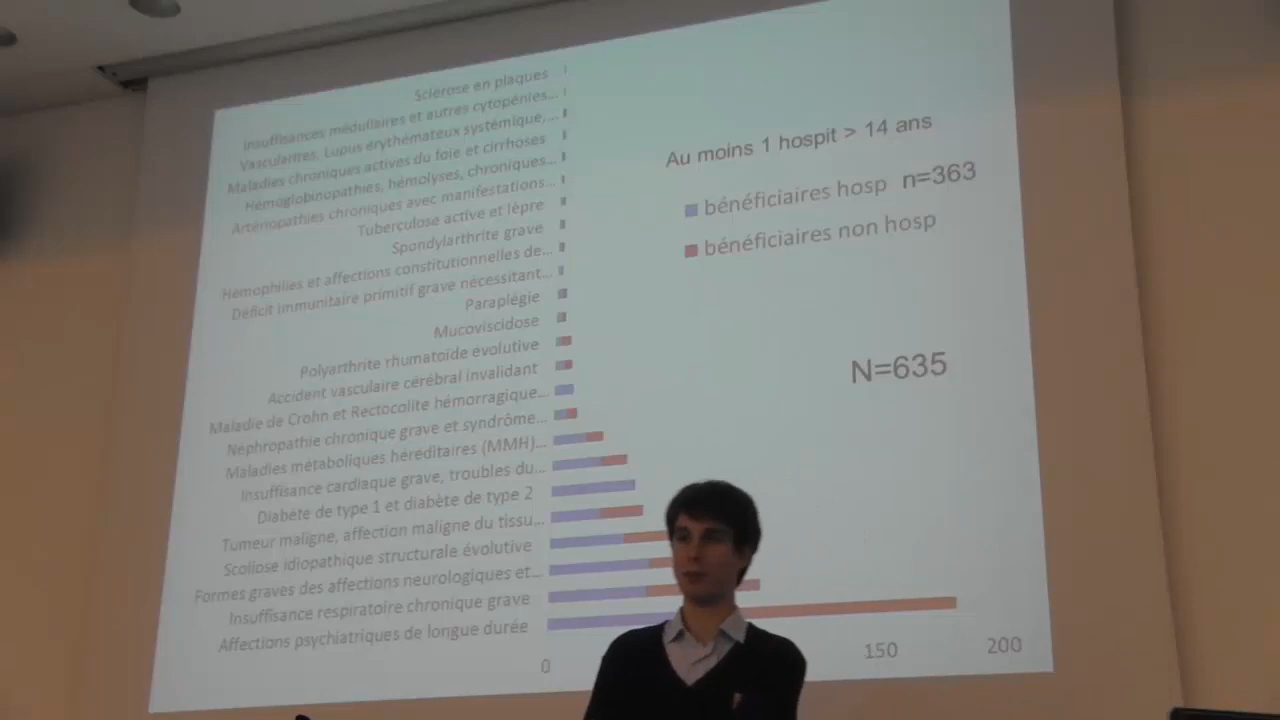 Sclérose en plaques
Insuffisances médullaires et autres cytopénies...
Vascularites, Lupus érythémateux systémique,...
Maladies chroniques actives du foie et cirrhoses
Hémoglobinopathies, hémolyses, chroniques...
Artériopathies chroniques avec manifestations...
Tuberculose active et lèpre
Spondylarthrite grave
Hémophilies et affections constitutionnelles de...
Déficit immunitaire primitif grave nécessitant...
Paraplégie
Mucoviscidose
Polyarthrite rhumatoïde évolutive
Accident vasculaire cérébral invalidant
Maladie de Crohn et Rectocolite hémorragique...
Néphropathie chronique grave et syndrôme...
Maladies métaboliques héréditaires (MMH)...
Insuffisance cardiaque grave, troubles du...
Diabète de type 1 et diabète de type 2
Tumeur maligne, affection maligne du tissu...
Scoliose idiopathique structurale évolutive
Formes graves des affections neurologiques et...
Insuffisance respiratoire chronique grave
Affections psychiatriques de longue durée
0
150
200
Au moins 1 hospit > 14 ans
bénéficiaires hosp n=363
bénéficiaires non hosp
N=635